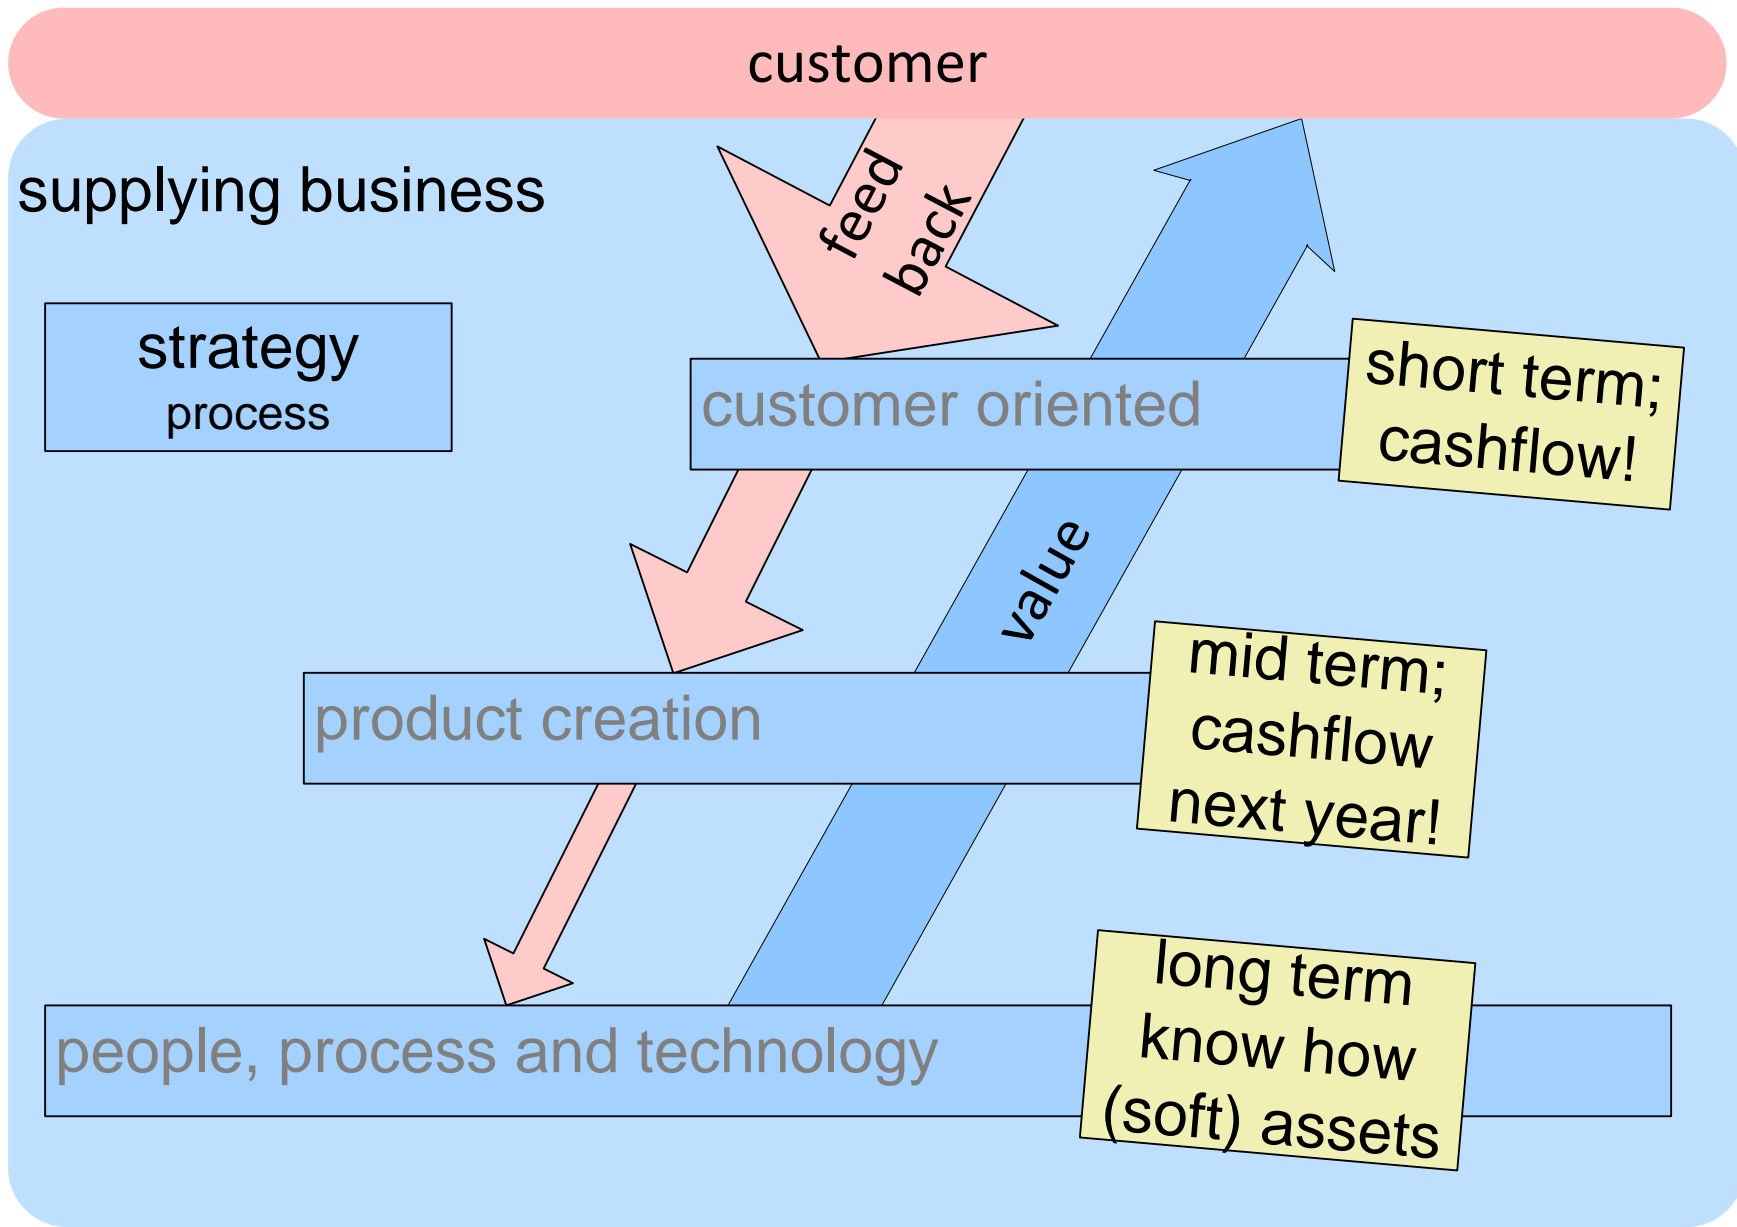 customer
supplying business
feed
back
strategy
process
customer oriented
short term;
cashflow!
value
product creation
mid term;
cashflow
next year!
people, process and technology
long term
know how
(soft) assets